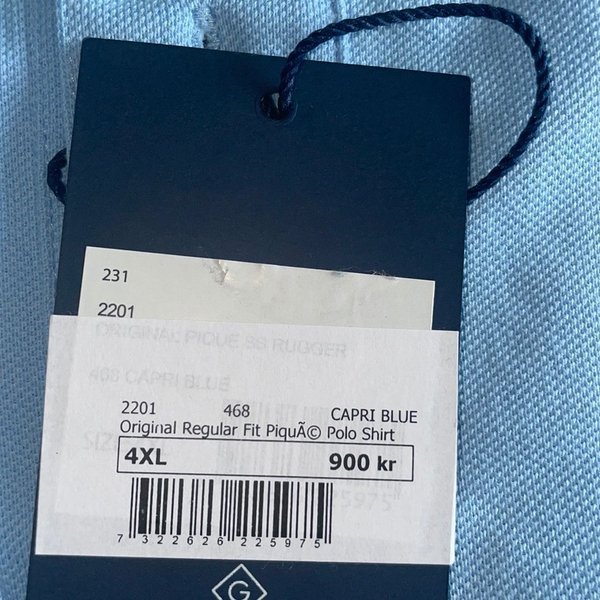 231
2201
ORIGINAL PIQUE SS RUGGER
468 CAPRI BLUE
2201 468 CAPRI BLUE
Original Regular Fit PiquÃ© Polo Shirt
4XL 900 kr
7 322626 225975
G